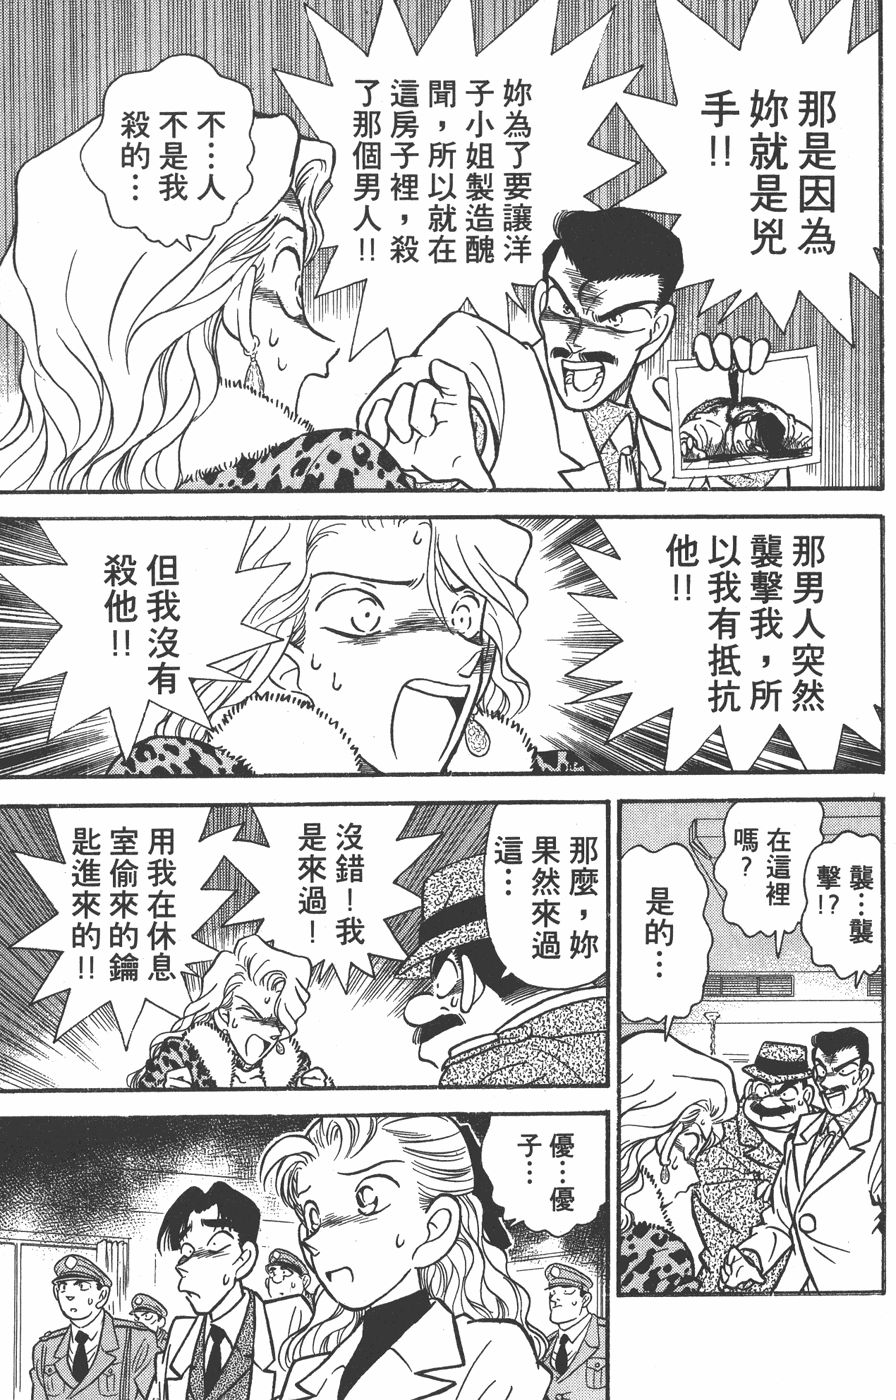 那是因為
妳就是兇
手!!
妳為了要讓洋
子小姐製造醜
聞，所以就在
這房子裡，殺
了那個男人!!
不…人
不是我
殺的…
那男人突然
襲擊我，所
以我有抵抗
他!!
但我沒有
殺他!!
襲…襲
擊!?
在這裡
嗎?
是的…
那麼，妳
果然來過
這…
沒錯！我
是來過！
用我在休息
室偷來的鑰
匙進來的!!
優…優
子…